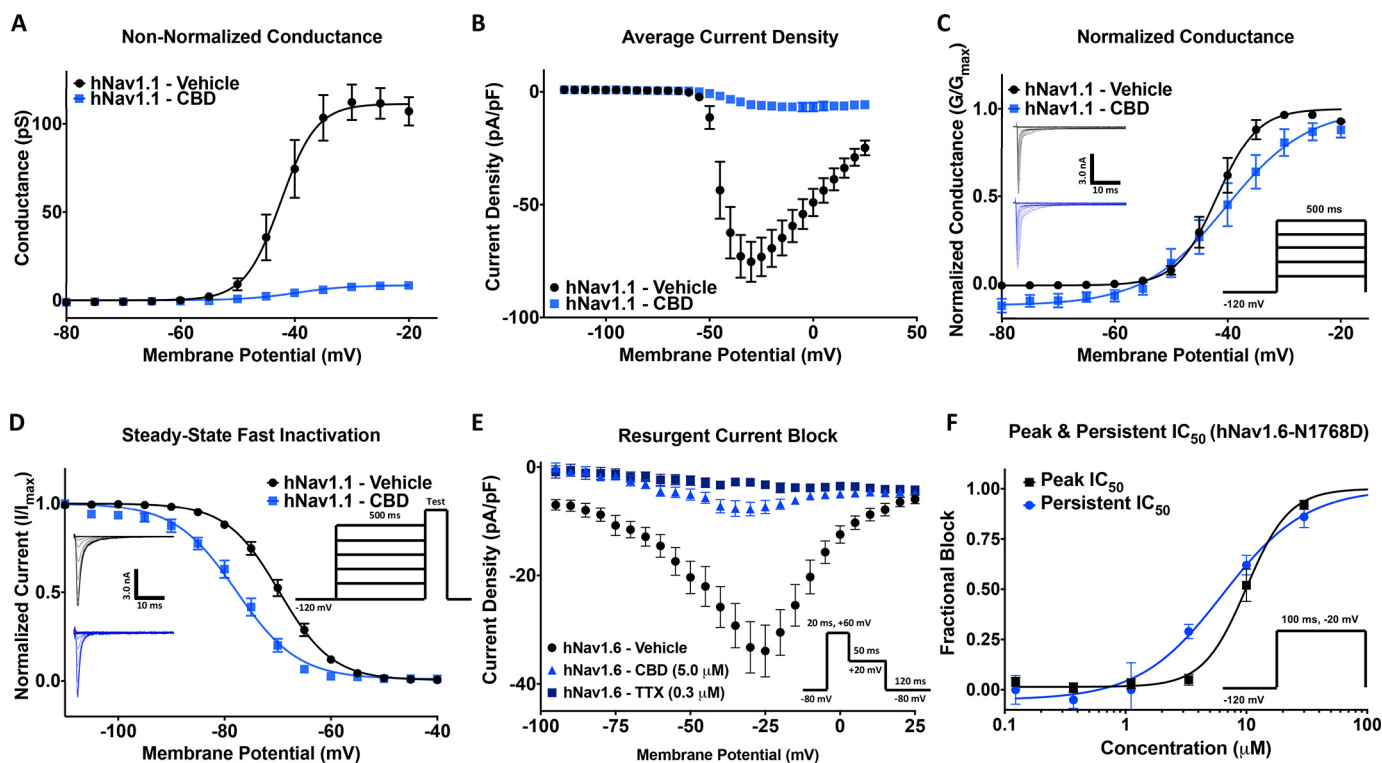 A
Non-Normalized Conductance
hNav1.1 - Vehicle
hNav1.1 - CBD
Conductance (pS)
100
50
0
-80
-60
-40
-20
Membrane Potential (mV)
B
Average Current Density
0
-50
-100
Current Density (pA/pF)
hNav1.1 - Vehicle
hNav1.1 - CBD
-100
-50
0
50
Membrane Potential (mV)
C
Normalized Conductance
hNav1.1 - Vehicle
hNav1.1 - CBD
Normalized Conductance (G/Gmax)
1.0
0.5
0.0
3.0 nA
10 ms
500 ms
-120 mV
-80
-60
-40
-20
Membrane Potential (mV)
D
Steady-State Fast Inactivation
hNav1.1 - Vehicle
hNav1.1 - CBD
Test
500 ms
-120 mV
Normalized Current (I/Imax)
1.0
0.5
0.0
3.0 nA
10 ms
-100
-80
-60
-40
Membrane Potential (mV)
E
Resurgent Current Block
0
-20
-40
Current Density (pA/pF)
hNav1.6 - Vehicle
hNav1.6 - CBD (5.0 μM)
hNav1.6 - TTX (0.3 μM)
20 ms, +60 mV
50 ms
+20 mV
120 ms
-80 mV
-80 mV
-75
-50
-25
0
25
-100
Membrane Potential (mV)
F
Peak & Persistent IC50 (hNav1.6-N1768D)
Peak IC50
Persistent IC50
Fractional Block
1.00
0.75
0.50
0.25
0.00
100 ms, -20 mV
-120 mV
1
10
100
Concentration (μM)